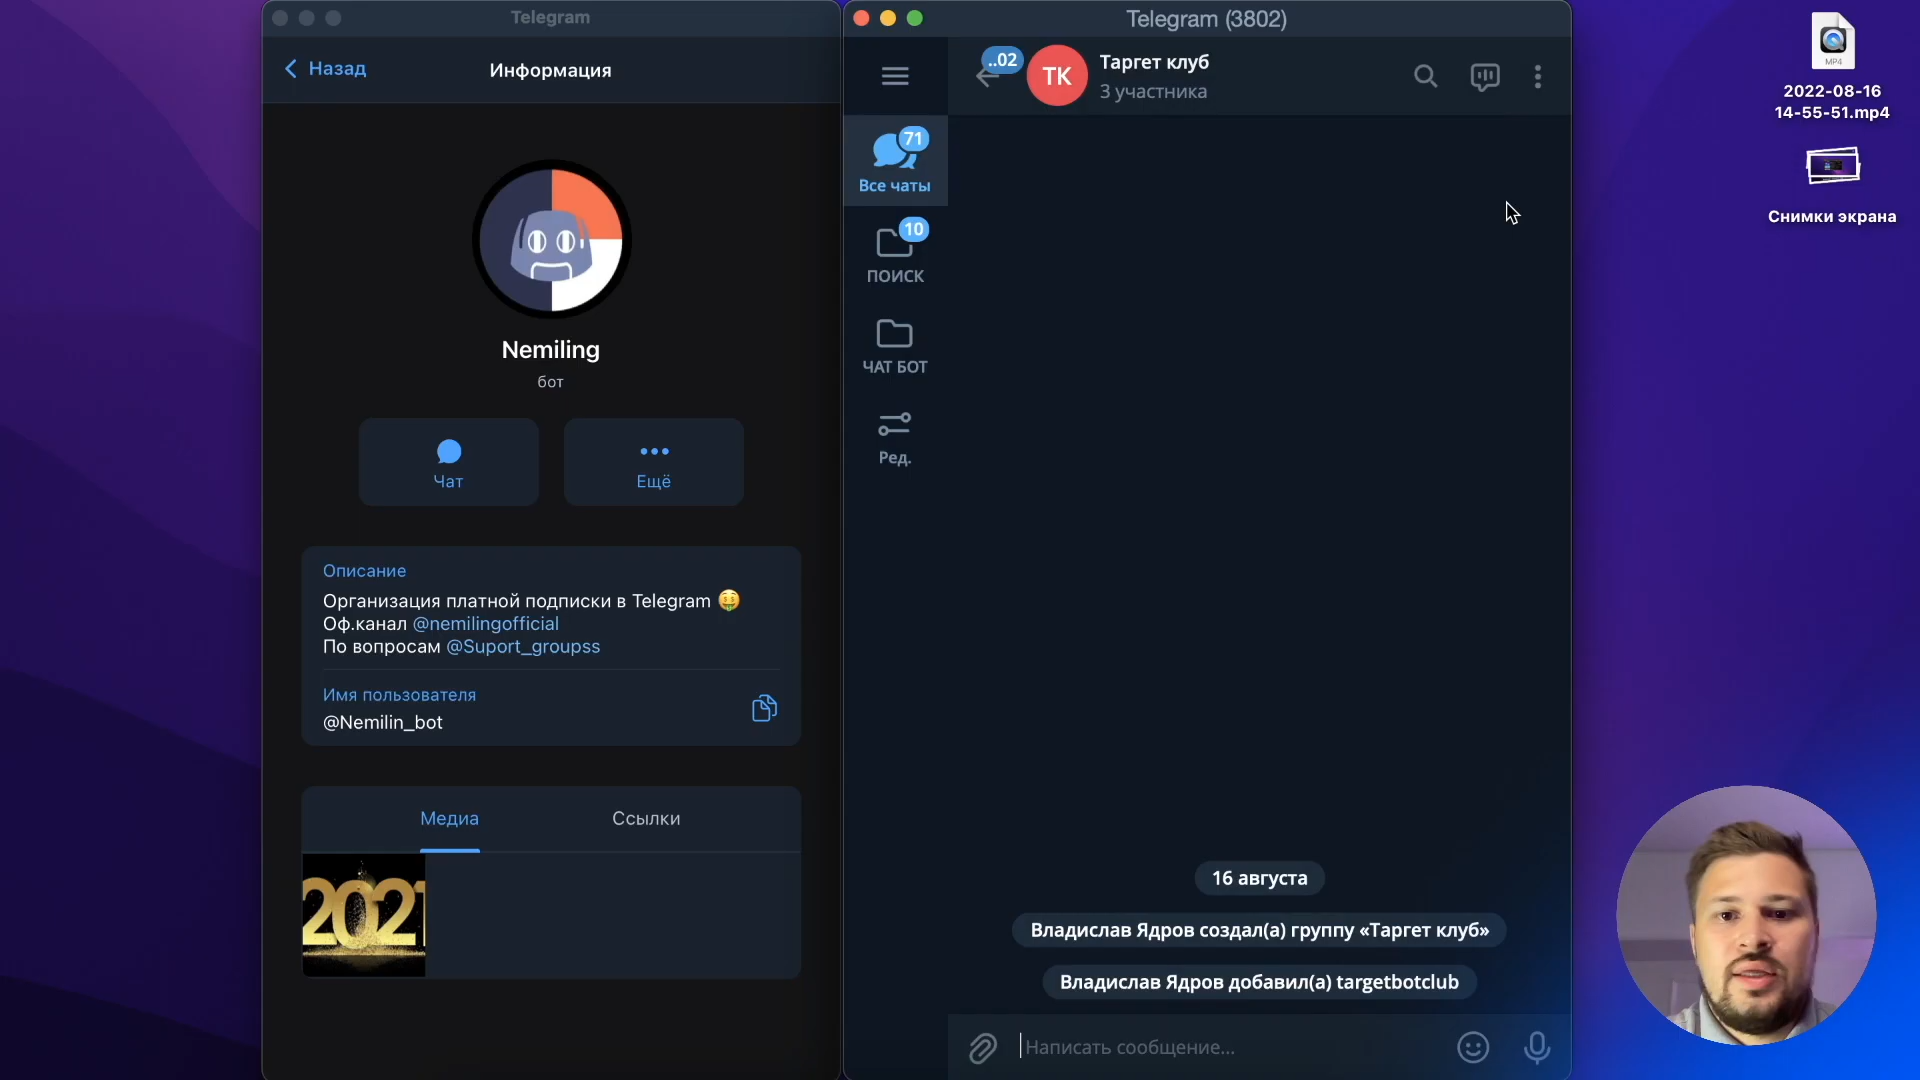 Telegram
Назад
Информация
Nemiling
бот
Чат
Ещё
Описание
Организация платной подписки в Telegram 🤑
Оф.канал @nemilingofficial
По вопросам @Suport_groupss
Имя пользователя
@Nemilin_bot
Медиа
Ссылки
2021
Telegram (3802)
..02
ТК
Таргет клуб
3 участника
71
Все чаты
10
ПОИСК
ЧАТ БОТ
Ред.
16 августа
Владислав Ядров создал(а) группу «Таргет клуб»
Владислав Ядров добавил(а) targetbotclub
Написать сообщение...
MP4
2022-08-16
14-55-51.mp4
Снимки экрана